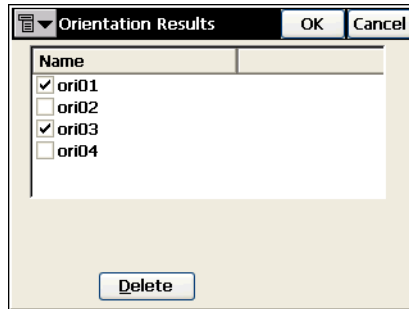 Orientation Results OK Cancel
Name
ori01
ori02
ori03
ori04
Delete